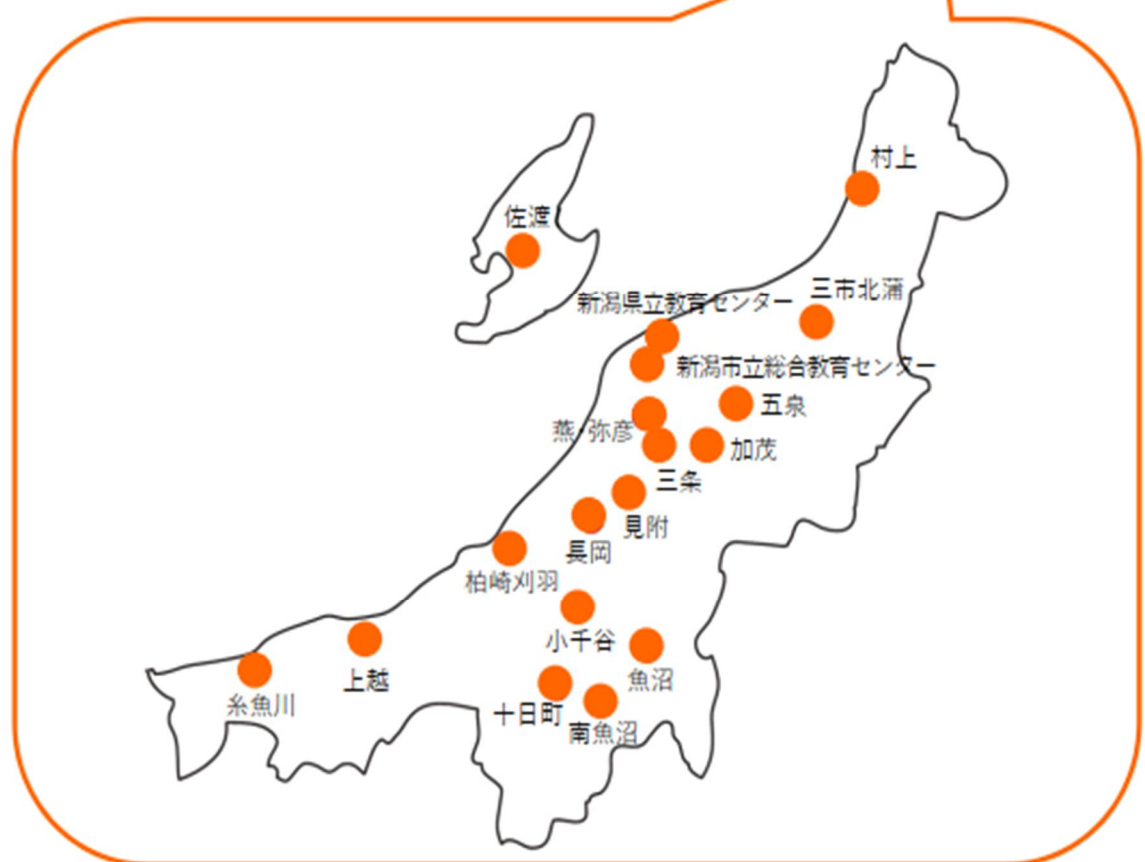 村上
佐渡
三市北蒲
新潟県立教育センター
新潟市立総合教育センター
五泉
燕・弥彦
加茂
三条
見附
長岡
柏崎刈羽
小千谷
魚沼
上越
糸魚川
十日町
南魚沼